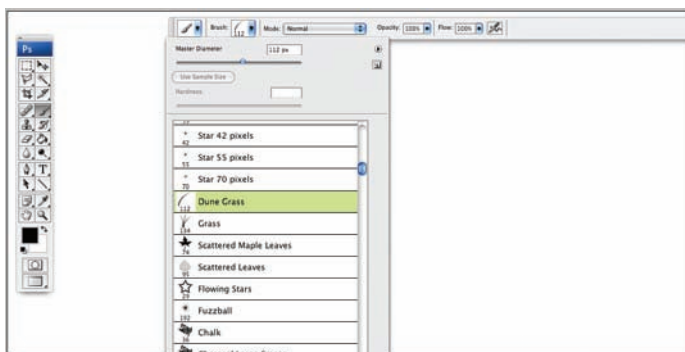 Brush: 112 Mode: Normal Opacity: 100% Flow: 100%
Ps
Master Diameter 112 px
Use Sample Size
Hardness
Star 42 pixels
42
Star 55 pixels
55
Star 70 pixels
70
Dune Grass
112
Grass
134
Scattered Maple Leaves
74
Scattered Leaves
95
Flowing Stars
29
Fuzzball
192
Chalk
36
T